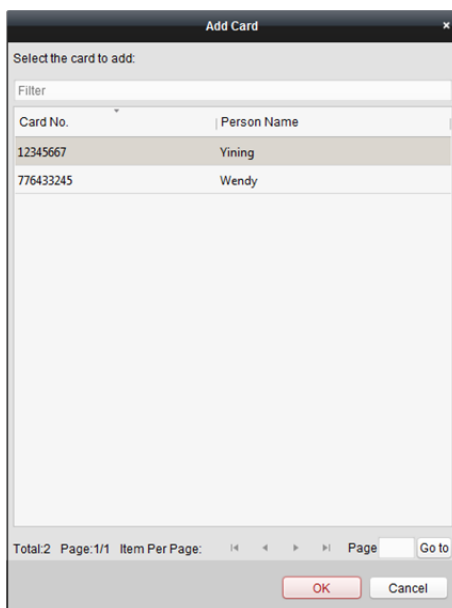 Add Card ×
Select the card to add:
Filter
Card No. Person Name
12345667 Yining
776433245 Wendy
Total:2 Page:1/1 Item Per Page: Page Go to
OK Cancel